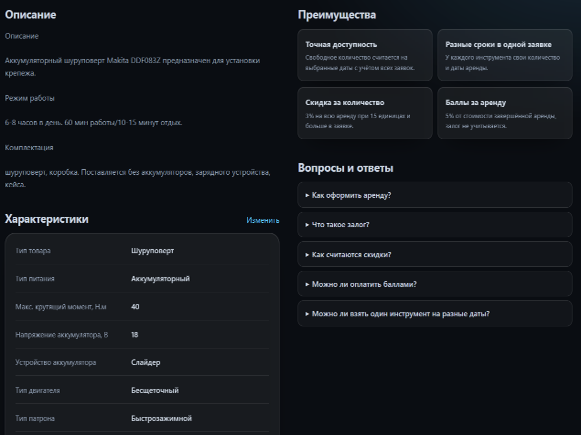 Описание
Описание
Аккумуляторный шуруповерт Makita DDF083Z предназначен для установки
крепежа.
Режим работы
6-8 часов в день. 60 мин работы/10-15 минут отдых.
Комплектация
шуруповерт, коробка. Поставляется без аккумуляторов, зарядного устройства,
кейса.
Характеристики
Изменить
Тип товара Шуруповерт
Тип питания Аккумуляторный
Макс. крутящий момент, Н.м 40
Напряжение аккумулятора, В 18
Устройство аккумулятора Слайдер
Тип двигателя Бесщеточный
Тип патрона Быстрозажимной
Преимущества
Точная доступность
Свободное количество считается на
выбранные даты с учётом всех заявок.
Разные сроки в одной заявке
У каждого инструмента свои количество
и даты аренды.
Скидка за количество
3% на всю аренду при 15 единицах и
больше в заявке.
Баллы за аренду
5% от стоимости завершённой аренды,
залог не учитывается.
Вопросы и ответы
▸ Как оформить аренду?
▸ Что такое залог?
▸ Как считаются скидки?
▸ Можно ли оплатить баллами?
▸ Можно ли взять один инструмент на разные даты?